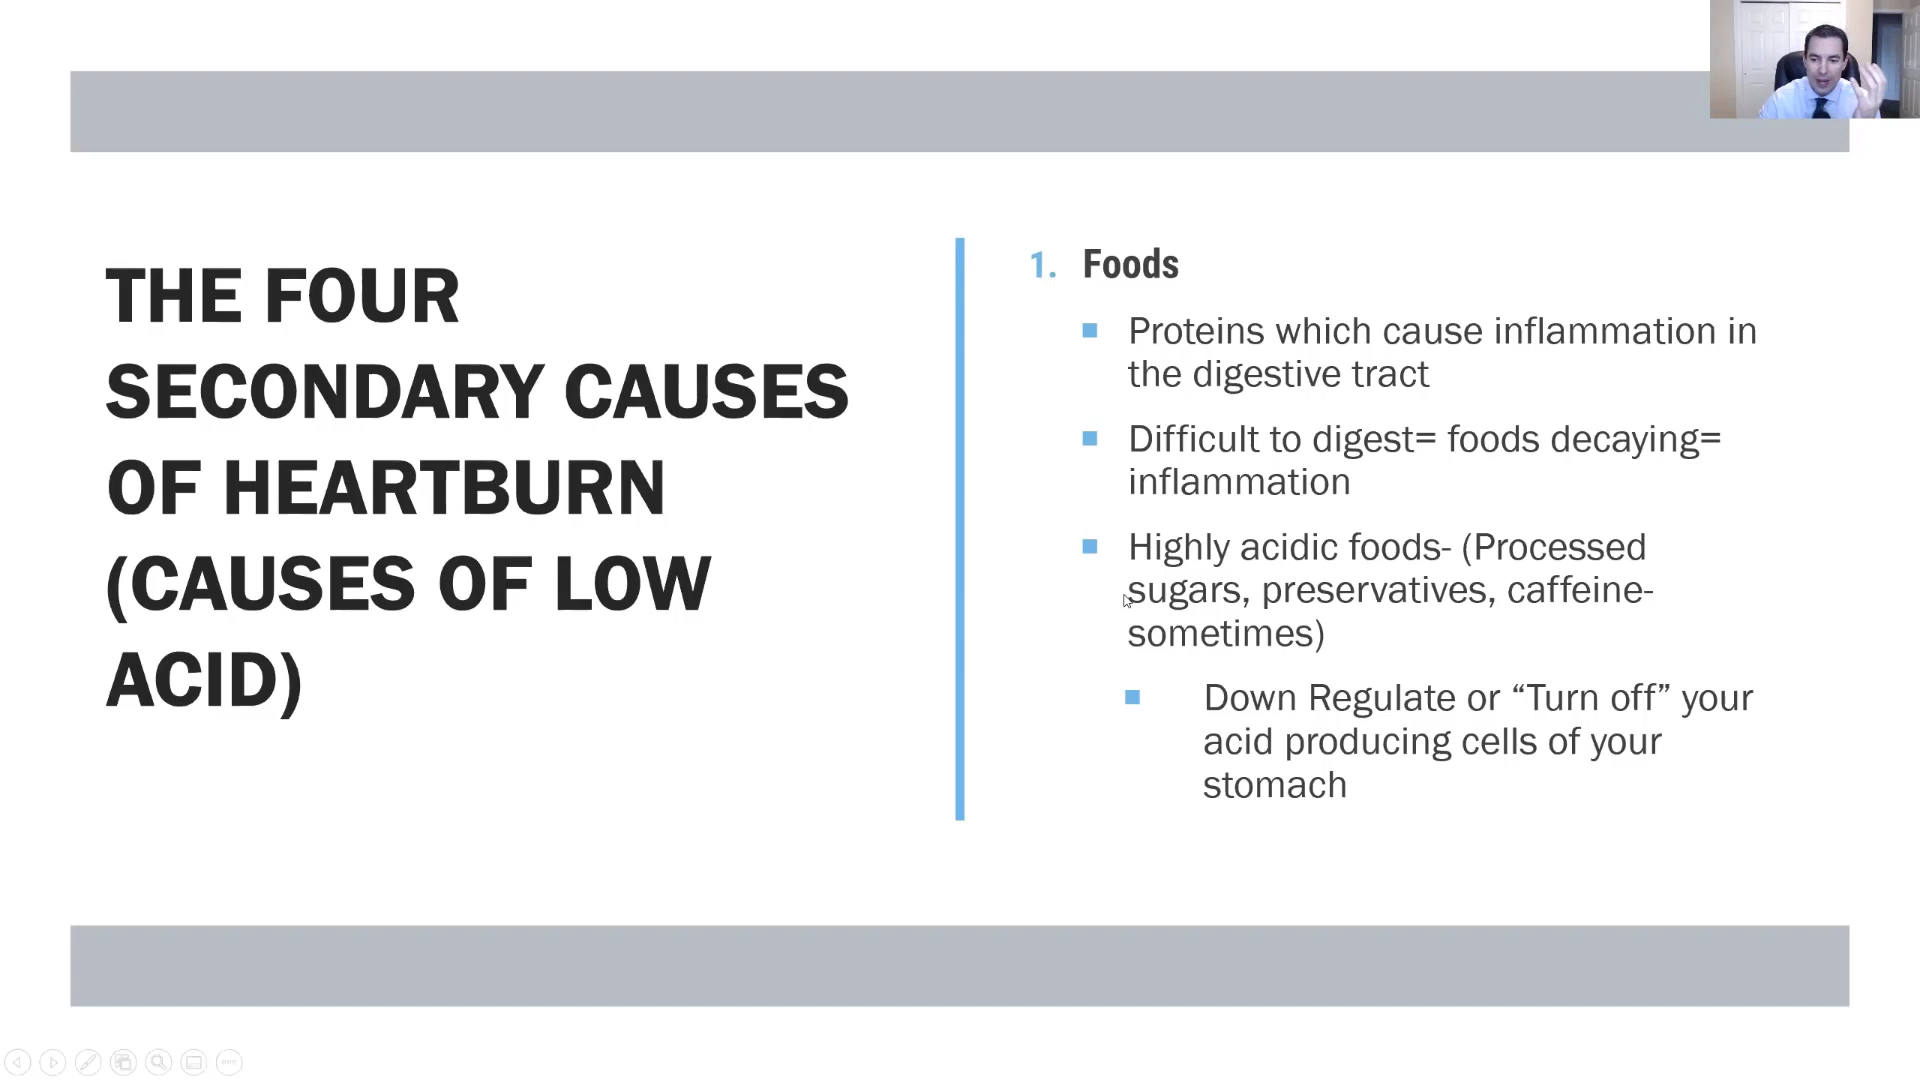 THE FOUR
SECONDARY CAUSES
OF HEARTBURN
(CAUSES OF LOW
ACID)
1. Foods
Proteins which cause inflammation in
the digestive tract
Difficult to digest= foods decaying=
inflammation
Highly acidic foods- (Processed
sugars, preservatives, caffeine-
sometimes)
Down Regulate or “Turn off” your
acid producing cells of your
stomach